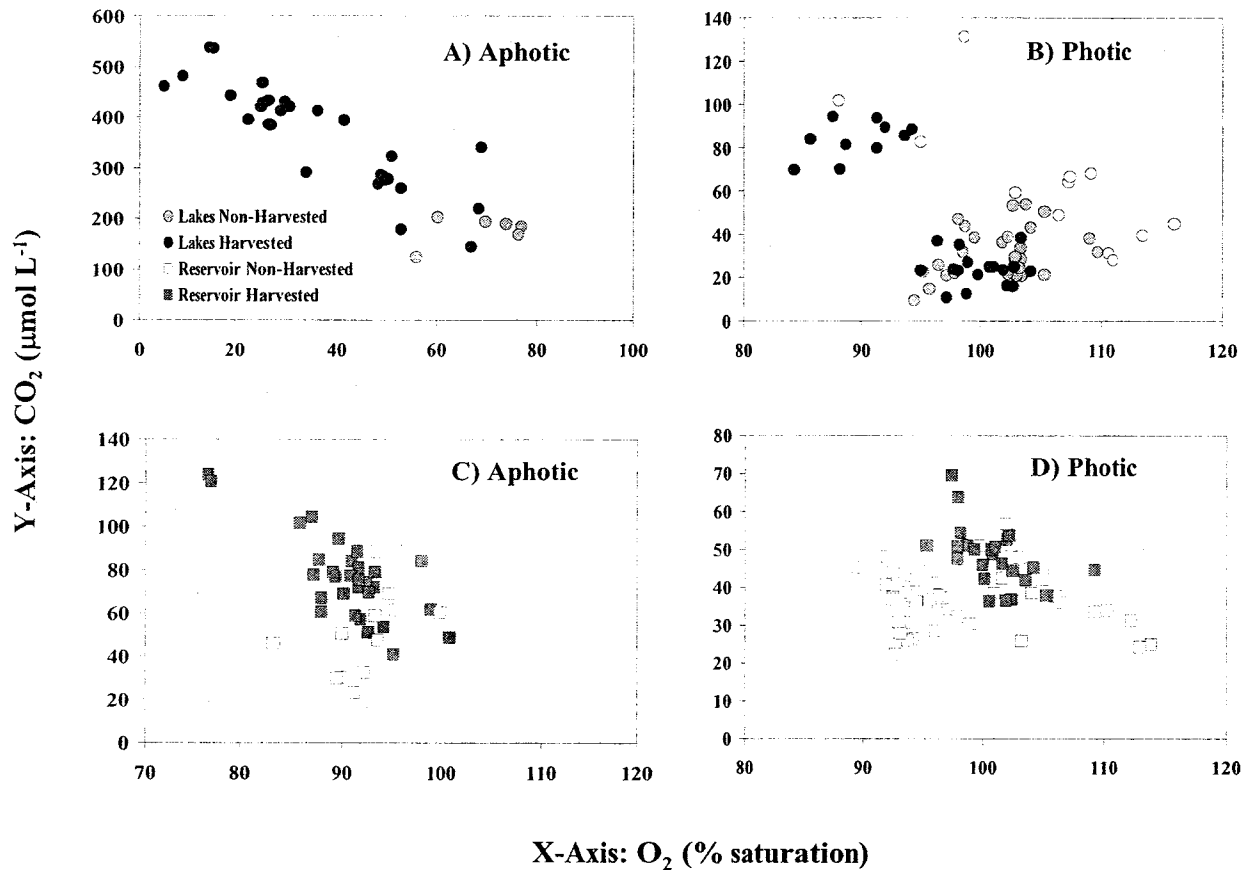 Y-Axis: CO2 (µmol L-1)
600
500
400
300
200
100
0
A) Aphotic
Lakes Non-Harvested
Lakes Harvested
Reservoir Non-Harvested
Reservoir Harvested
0 20 40 60 80 100
140
120
100
80
60
40
20
0
B) Photic
80 90 100 110 120
140
120
100
80
60
40
20
0
C) Aphotic
70 80 90 100 110 120
80
70
60
50
40
30
20
10
0
D) Photic
80 90 100 110 120
X-Axis: O2 (% saturation)